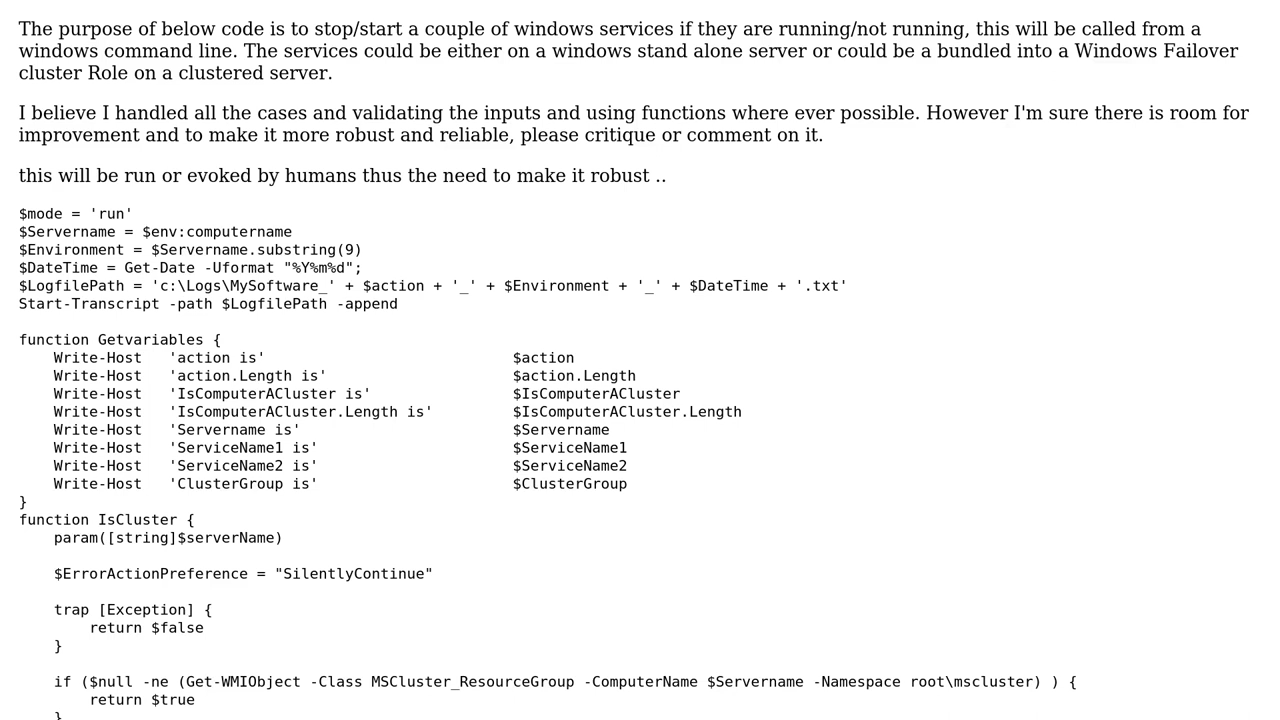 The purpose of below code is to stop/start a couple of windows services if they are running/not running, this will be called from a
windows command line. The services could be either on a windows stand alone server or could be a bundled into a Windows Failover
cluster Role on a clustered server.
I believe I handled all the cases and validating the inputs and using functions where ever possible. However I'm sure there is room for
improvement and to make it more robust and reliable, please critique or comment on it.
this will be run or evoked by humans thus the need to make it robust ..
$mode = 'run'
$Servername = $env:computername
$Environment = $Servername.substring(9)
$DateTime = Get-Date -Uformat "%Y%m%d";
$LogfilePath = 'c:\Logs\MySoftware_' + $action + '_' + $Environment + '_' + $DateTime + '.txt'
Start-Transcript -path $LogfilePath -append
function Getvariables {
    Write-Host   'action is'                            $action
    Write-Host   'action.Length is'                     $action.Length
    Write-Host   'IsComputerACluster is'                $IsComputerACluster
    Write-Host   'IsComputerACluster.Length is'         $IsComputerACluster.Length
    Write-Host   'Servername is'                        $Servername
    Write-Host   'ServiceName1 is'                      $ServiceName1
    Write-Host   'ServiceName2 is'                      $ServiceName2
    Write-Host   'ClusterGroup is'                      $ClusterGroup
}
function IsCluster {
    param([string]$serverName)
    $ErrorActionPreference = "SilentlyContinue"
    trap [Exception] {
        return $false
    }
    if ($null -ne (Get-WMIObject -Class MSCluster_ResourceGroup -ComputerName $Servername -Namespace root\mscluster) ) {
        return $true
    }